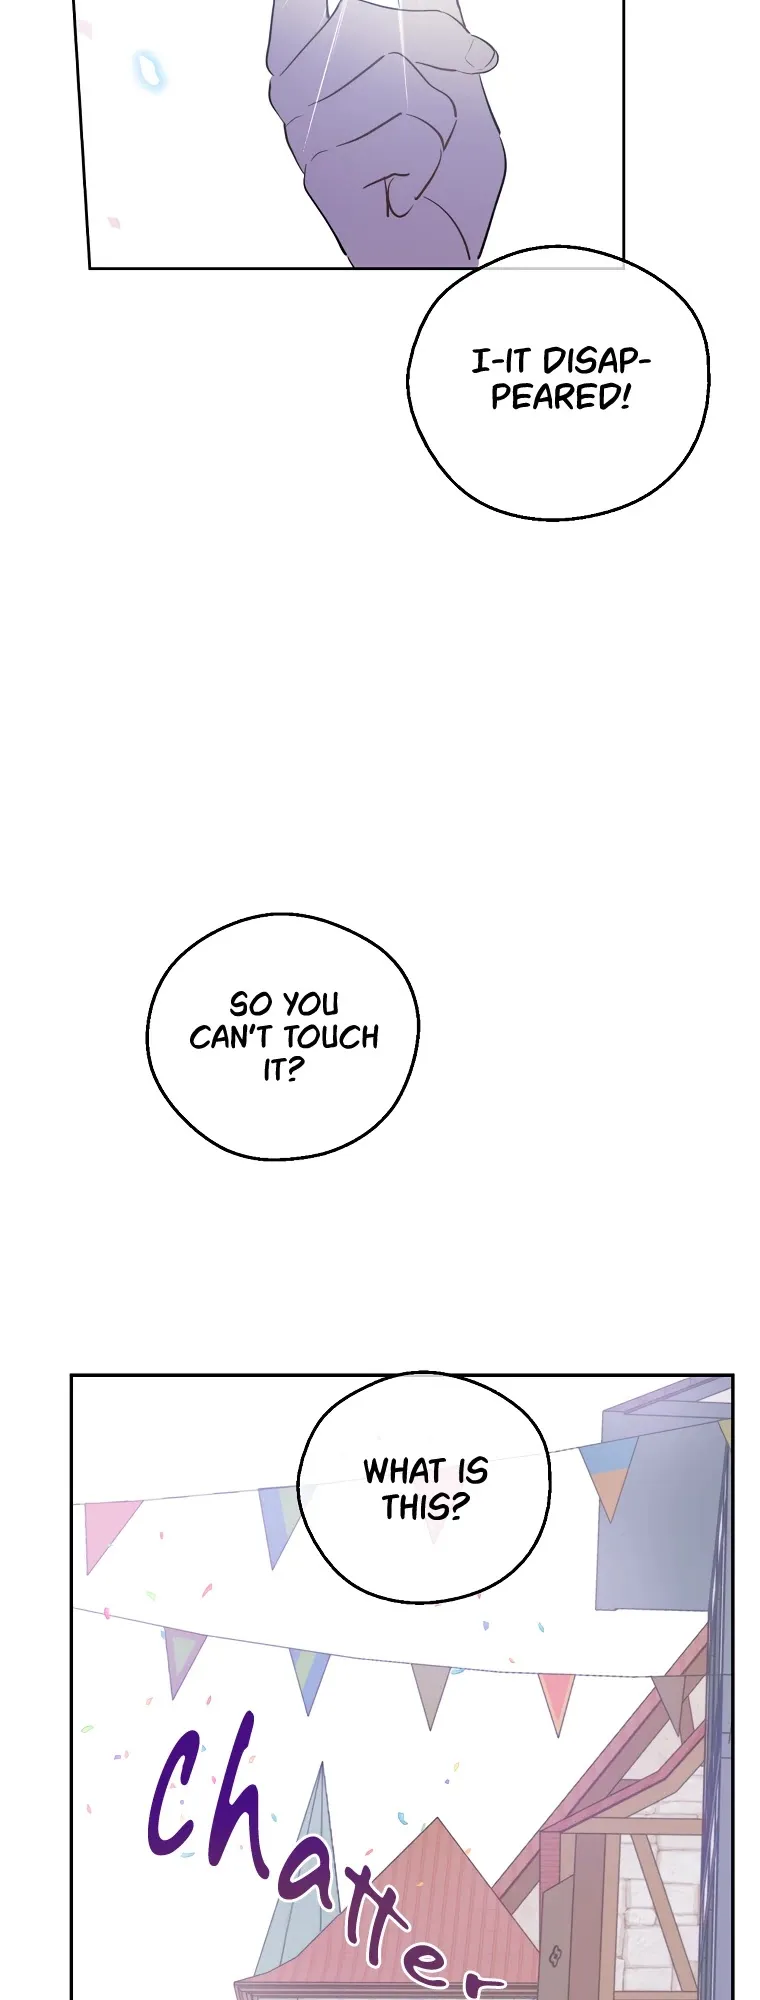 I-IT DISAP-
PEARED!
SO YOU
CAN'T TOUCH
IT?
WHAT IS
THIS?
Chatter